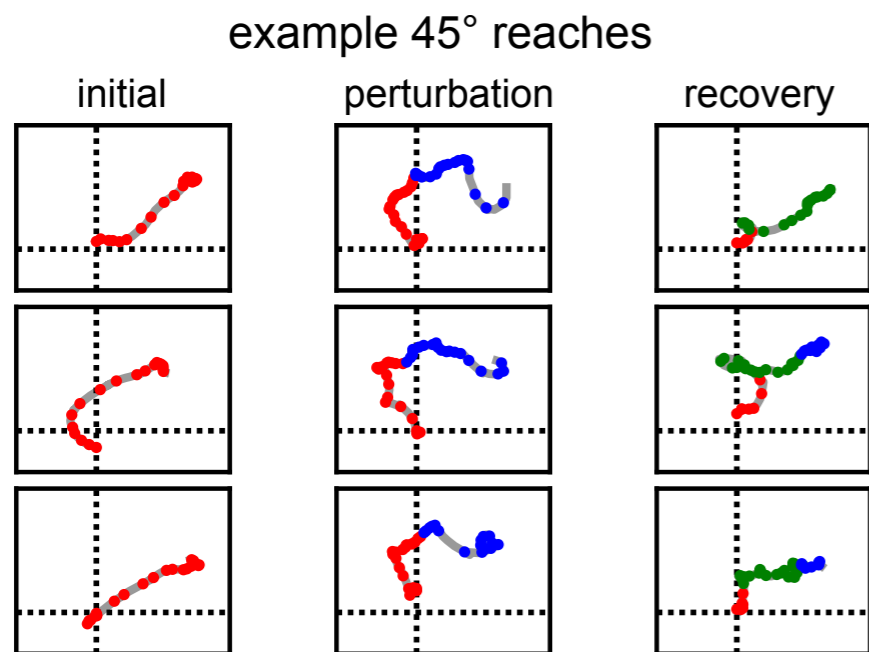 example 45° reaches
initial
perturbation
recovery